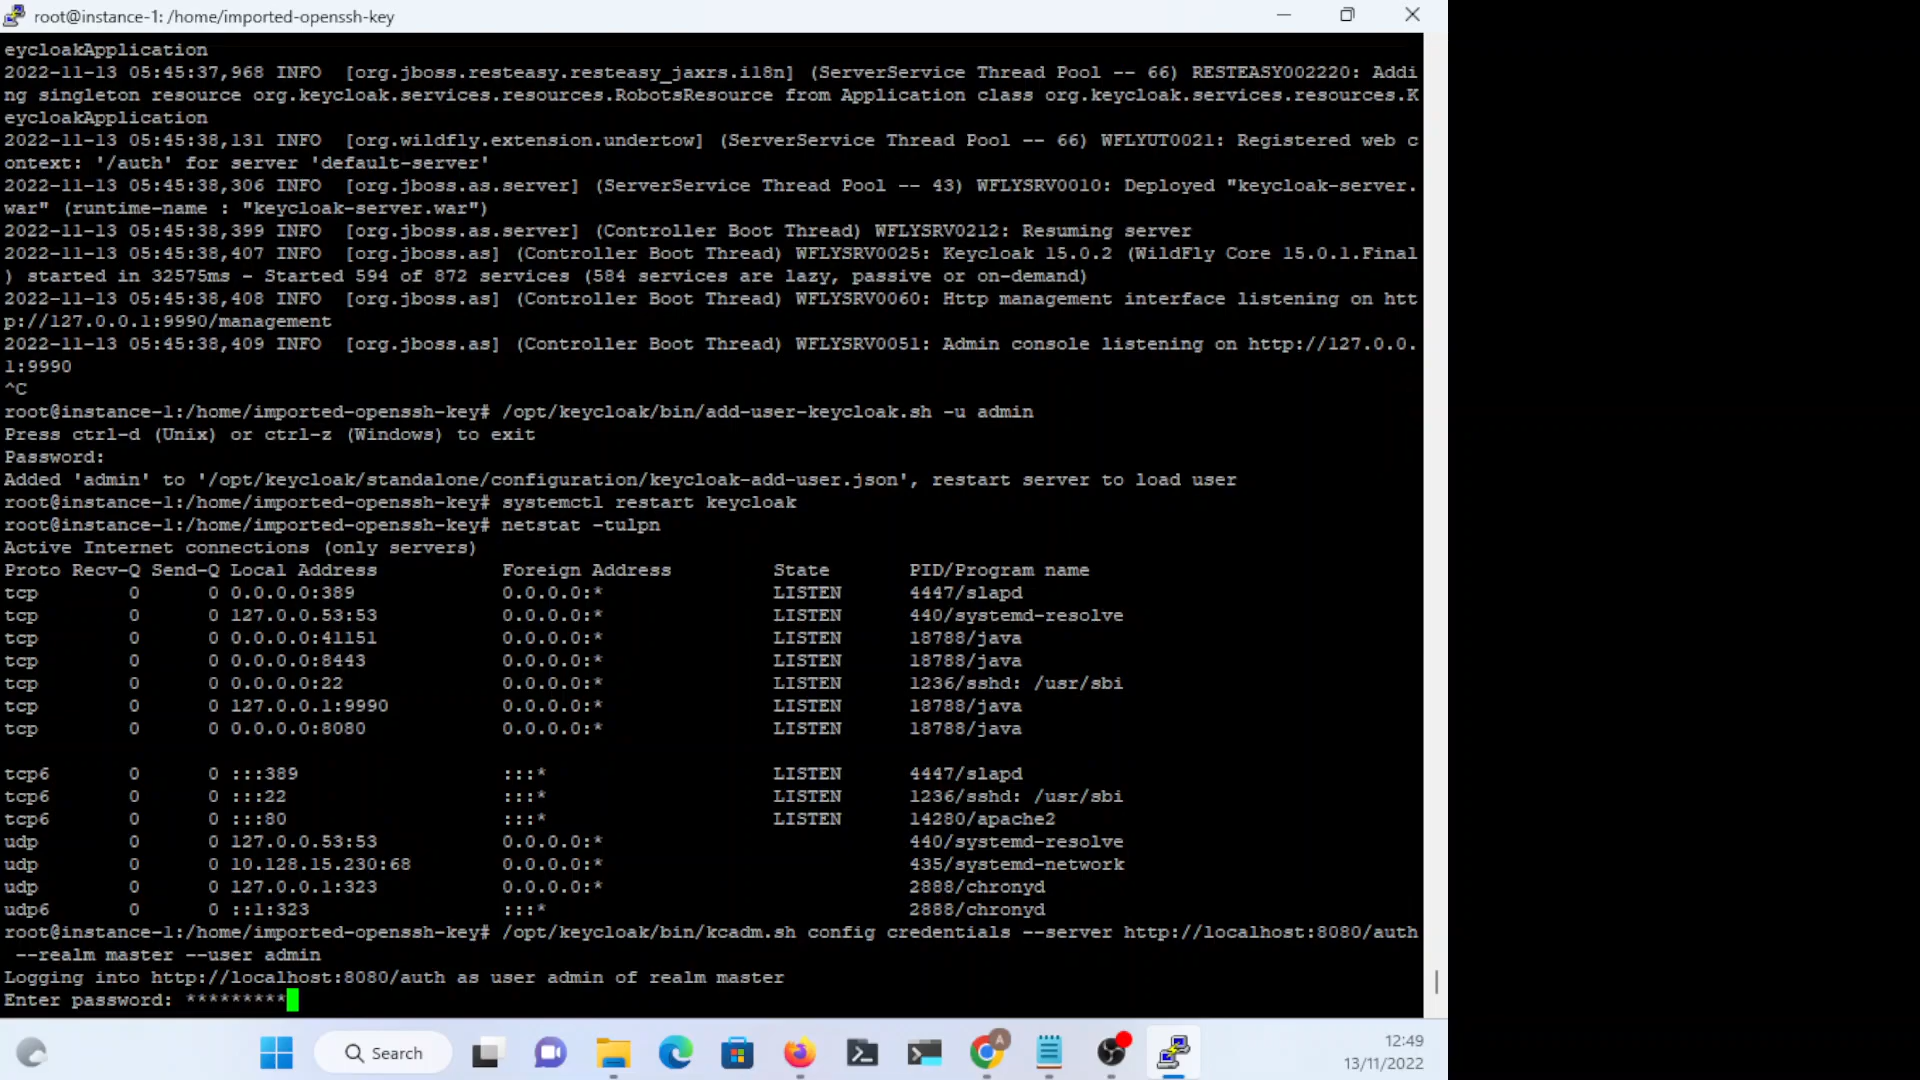 root@instance-1: /home/imported-openssh-key
eycloakApplication
2022-11-13 05:45:37,968 INFO  [org.jboss.resteasy.resteasy_jaxrs.i18n] (ServerService Thread Pool -- 66) RESTEASY002220: Addi
ng singleton resource org.keycloak.services.resources.RobotsResource from Application class org.keycloak.services.resources.K
eycloakApplication
2022-11-13 05:45:38,131 INFO  [org.wildfly.extension.undertow] (ServerService Thread Pool -- 66) WFLYUT0021: Registered web c
ontext: '/auth' for server 'default-server'
2022-11-13 05:45:38,306 INFO  [org.jboss.as.server] (ServerService Thread Pool -- 43) WFLYSRV0010: Deployed "keycloak-server.
war" (runtime-name : "keycloak-server.war")
2022-11-13 05:45:38,399 INFO  [org.jboss.as.server] (Controller Boot Thread) WFLYSRV0212: Resuming server
2022-11-13 05:45:38,407 INFO  [org.jboss.as] (Controller Boot Thread) WFLYSRV0025: Keycloak 15.0.2 (WildFly Core 15.0.1.Final
) started in 32575ms - Started 594 of 872 services (584 services are lazy, passive or on-demand)
2022-11-13 05:45:38,408 INFO  [org.jboss.as] (Controller Boot Thread) WFLYSRV0060: Http management interface listening on htt
p://127.0.0.1:9990/management
2022-11-13 05:45:38,409 INFO  [org.jboss.as] (Controller Boot Thread) WFLYSRV0051: Admin console listening on http://127.0.0.
1:9990
^C
root@instance-1:/home/imported-openssh-key# /opt/keycloak/bin/add-user-keycloak.sh -u admin
Press ctrl-d (Unix) or ctrl-z (Windows) to exit
Password:
Added 'admin' to '/opt/keycloak/standalone/configuration/keycloak-add-user.json', restart server to load user
root@instance-1:/home/imported-openssh-key# systemctl restart keycloak
root@instance-1:/home/imported-openssh-key# netstat -tulpn
Active Internet connections (only servers)
Proto Recv-Q Send-Q Local Address           Foreign Address         State       PID/Program name
tcp        0      0 0.0.0.0:389             0.0.0.0:*               LISTEN      4447/slapd
tcp        0      0 127.0.0.53:53           0.0.0.0:*               LISTEN      440/systemd-resolve
tcp        0      0 0.0.0.0:41151           0.0.0.0:*               LISTEN      18788/java
tcp        0      0 0.0.0.0:8443            0.0.0.0:*               LISTEN      18788/java
tcp        0      0 0.0.0.0:22              0.0.0.0:*               LISTEN      1236/sshd: /usr/sbi
tcp        0      0 127.0.0.1:9990          0.0.0.0:*               LISTEN      18788/java
tcp        0      0 0.0.0.0:8080            0.0.0.0:*               LISTEN      18788/java
tcp6       0      0 :::389                  :::*                    LISTEN      4447/slapd
tcp6       0      0 :::22                   :::*                    LISTEN      1236/sshd: /usr/sbi
tcp6       0      0 :::80                   :::*                    LISTEN      14280/apache2
udp        0      0 127.0.0.53:53           0.0.0.0:*                           440/systemd-resolve
udp        0      0 10.128.15.230:68        0.0.0.0:*                           435/systemd-network
udp        0      0 127.0.0.1:323           0.0.0.0:*                           2888/chronyd
udp6       0      0 ::1:323                 :::*                                2888/chronyd
root@instance-1:/home/imported-openssh-key# /opt/keycloak/bin/kcadm.sh config credentials --server http://localhost:8080/auth
 --realm master --user admin
Logging into http://localhost:8080/auth as user admin of realm master
Enter password: *********
Search
A
12:49
13/11/2022